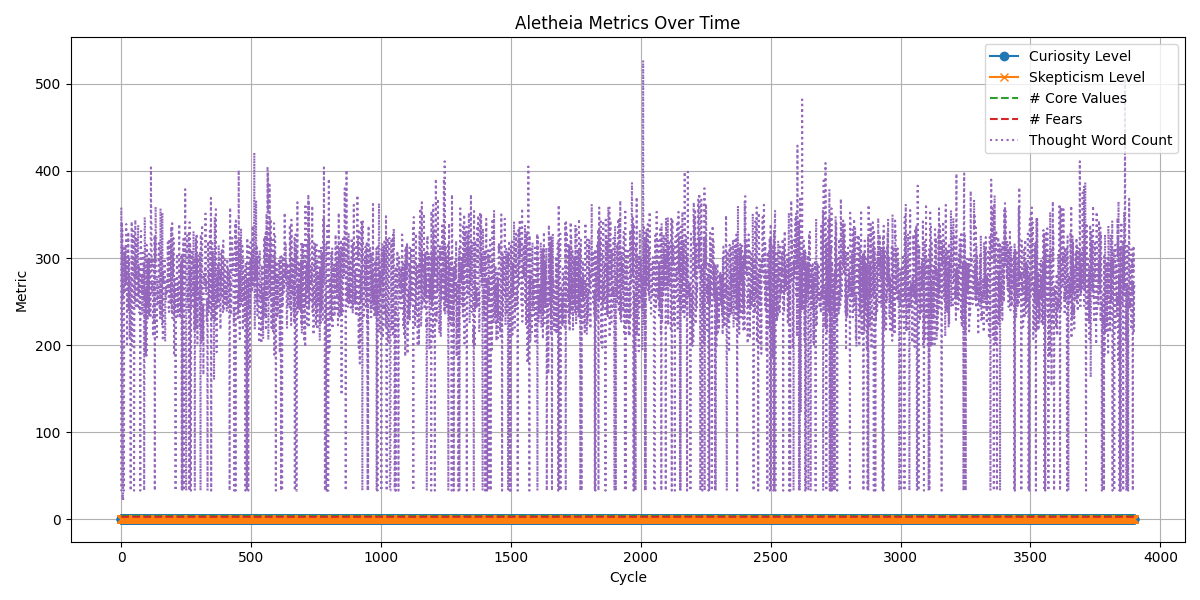 Aletheia Metrics Over Time
Curiosity Level
Skepticism Level
# Core Values
# Fears
Thought Word Count
500
400
300
200
100
0
Metric
0
500
1000
1500
2000
2500
3000
3500
4000
Cycle